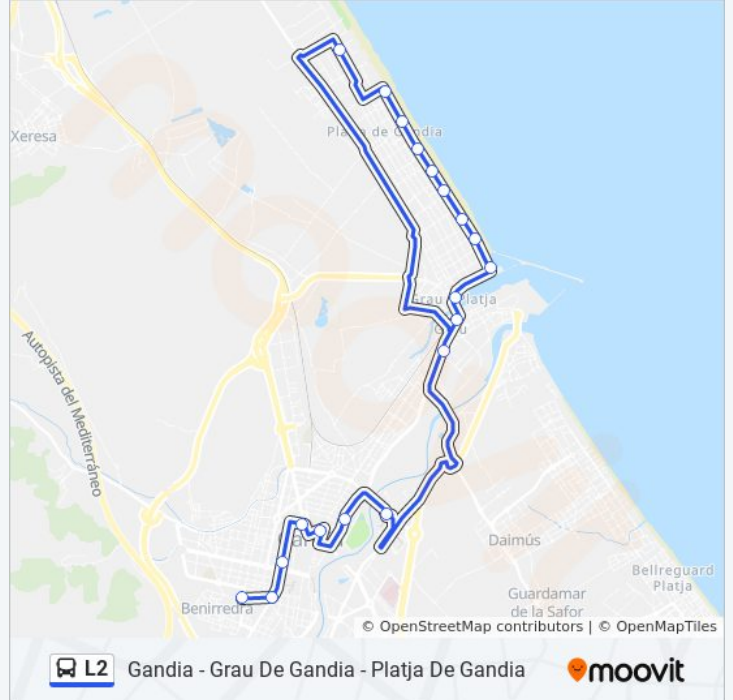 Xeresa
Platja de Gandia
Grau i Platja
Grau
Autopista del Mediterráneo
Daimús
Bellreguard
Platja
Guardamar
de la Safor
Benirredrà
© OpenStreetMap contributors | © OpenMapTiles
L2 Gandia - Grau De Gandia - Platja De Gandia
moovit